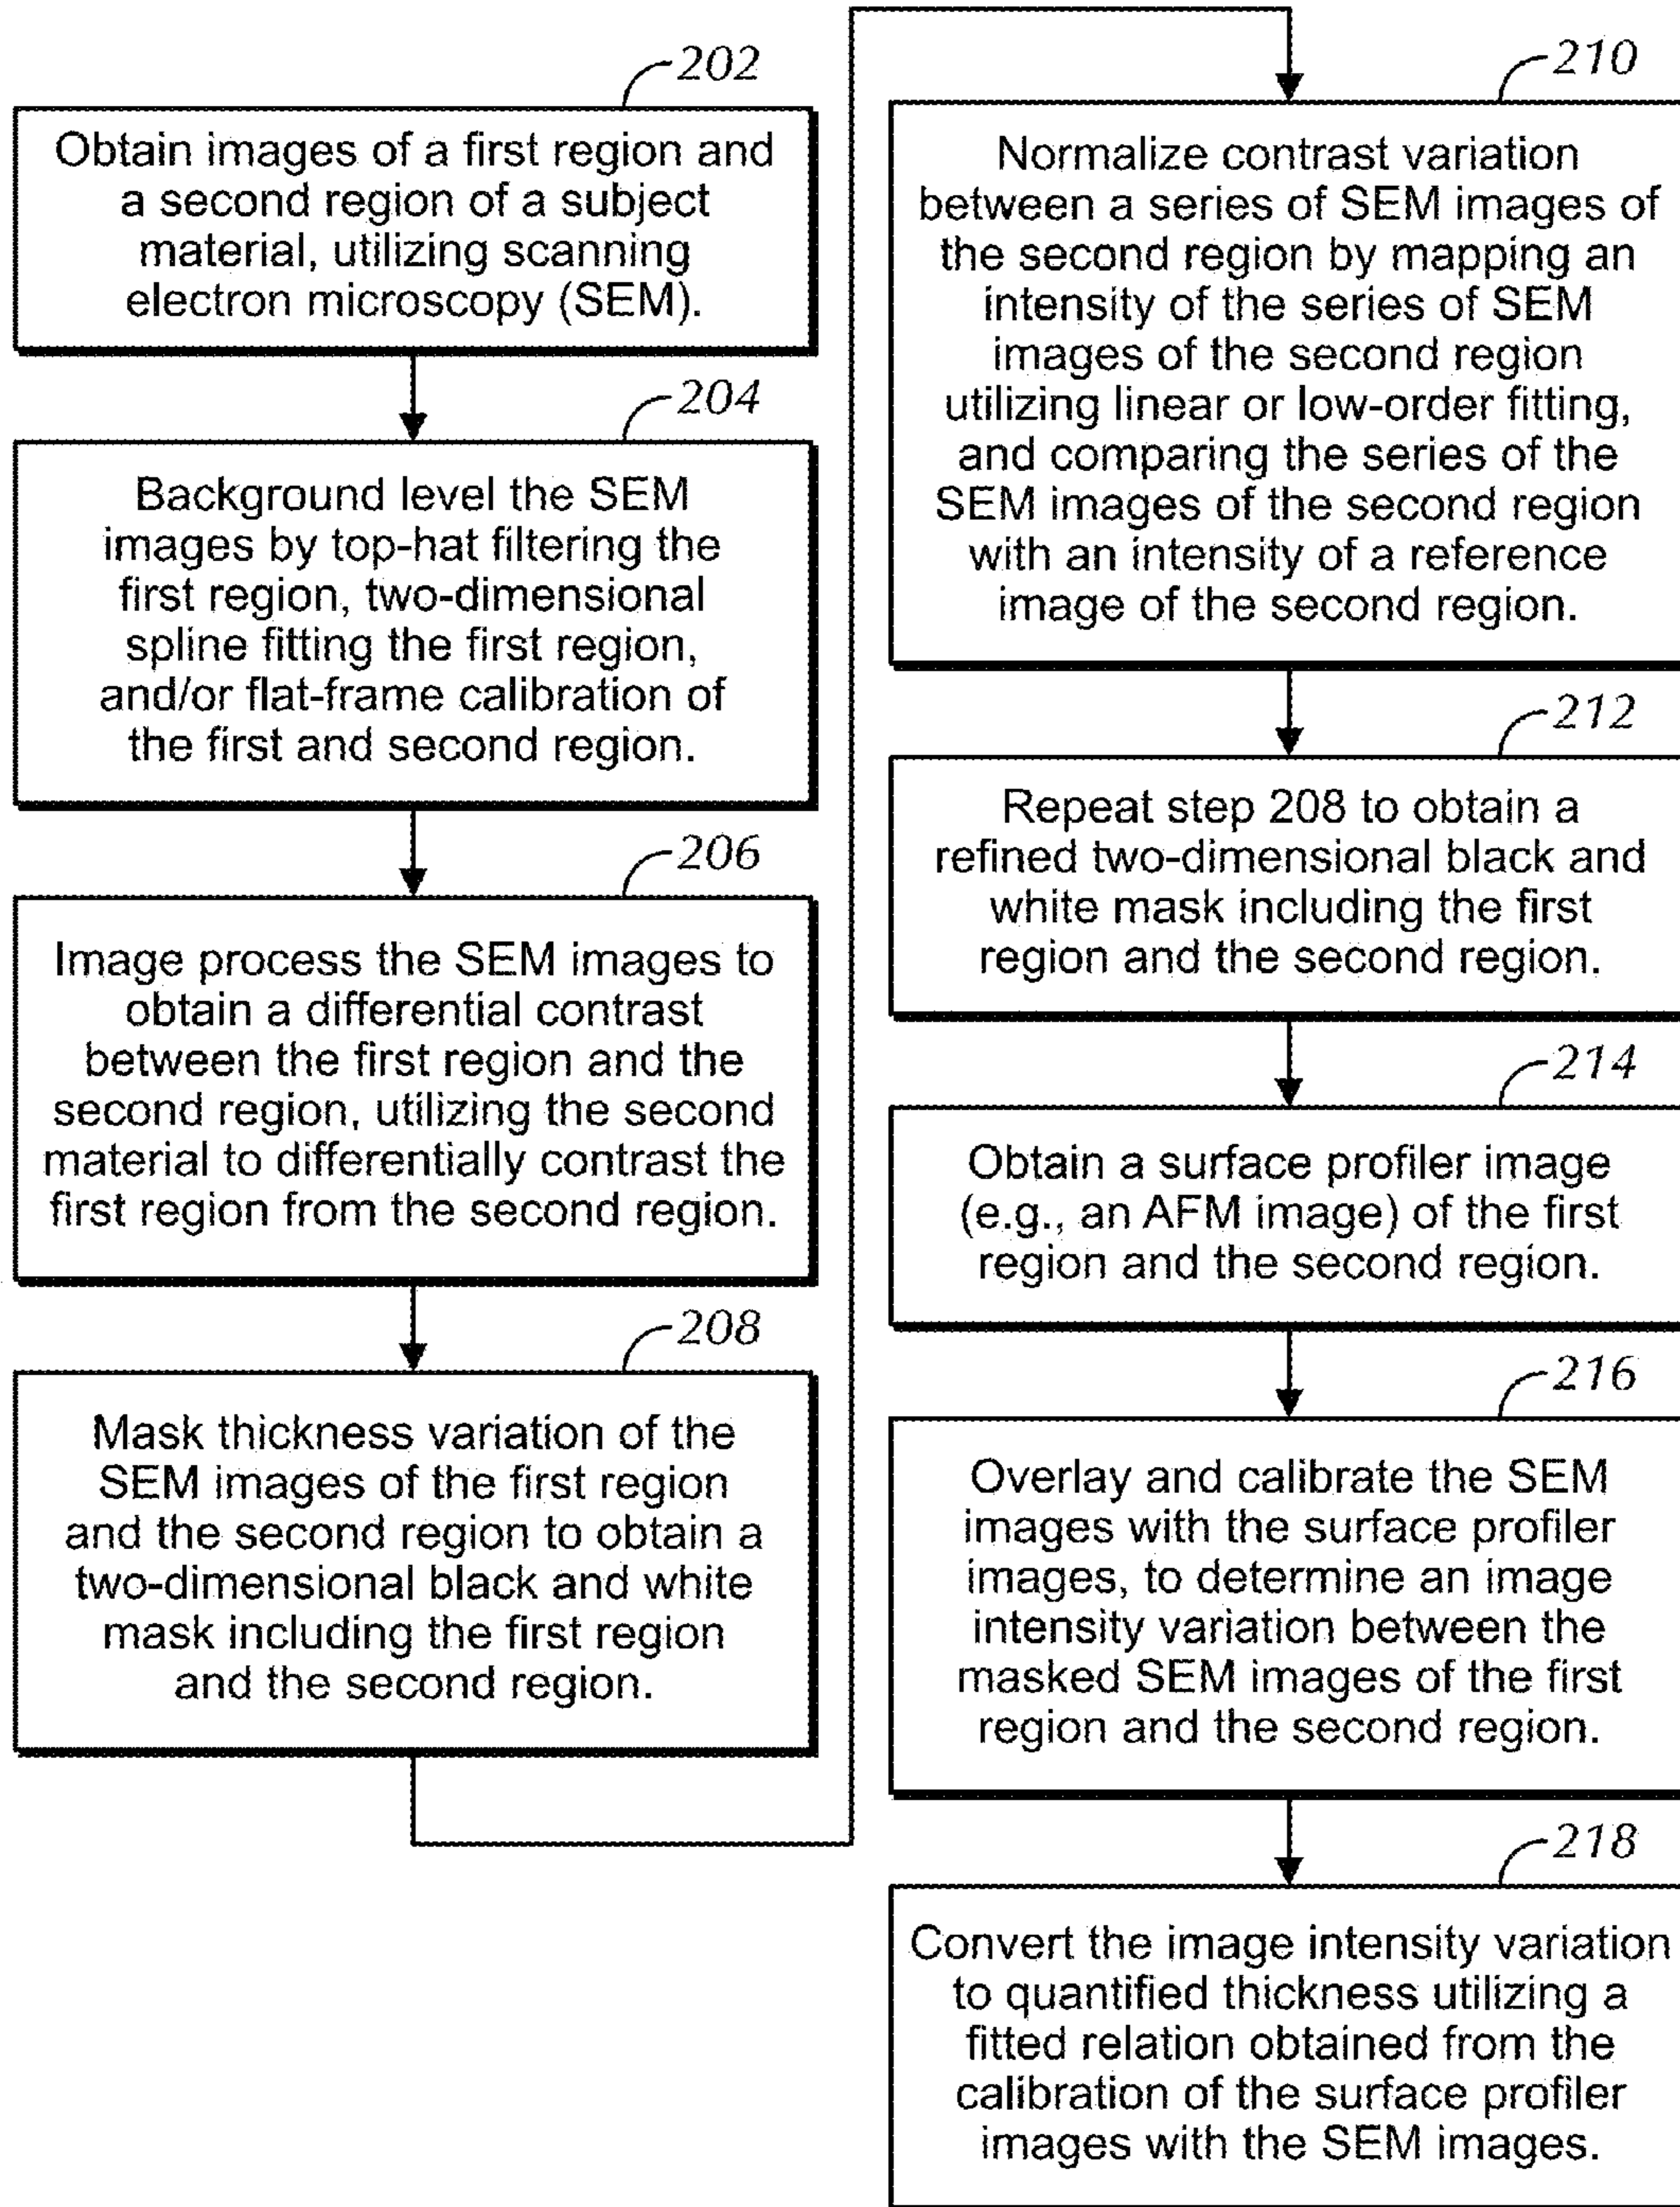 202
Obtain images of a first region and
a second region of a subject
material, utilizing scanning
electron microscopy (SEM).
204
Background level the SEM
images by top-hat filtering the
first region, two-dimensional
spline fitting the first region,
and/or flat-frame calibration of
the first and second region.
206
Image process the SEM images to
obtain a differential contrast
between the first region and the
second region, utilizing the second
material to differentially contrast the
first region from the second region.
208
Mask thickness variation of the
SEM images of the first region
and the second region to obtain a
two-dimensional black and white
mask including the first region
and the second region.
210
Normalize contrast variation
between a series of SEM images of
the second region by mapping an
intensity of the series of SEM
images of the second region
utilizing linear or low-order fitting,
and comparing the series of the
SEM images of the second region
with an intensity of a reference
image of the second region.
212
Repeat step 208 to obtain a
refined two-dimensional black and
white mask including the first
region and the second region.
214
Obtain a surface profiler image
(e.g., an AFM image) of the first
region and the second region.
216
Overlay and calibrate the SEM
images with the surface profiler
images, to determine an image
intensity variation between the
masked SEM images of the first
region and the second region.
218
Convert the image intensity variation
to quantified thickness utilizing a
fitted relation obtained from the
calibration of the surface profiler
images with the SEM images.